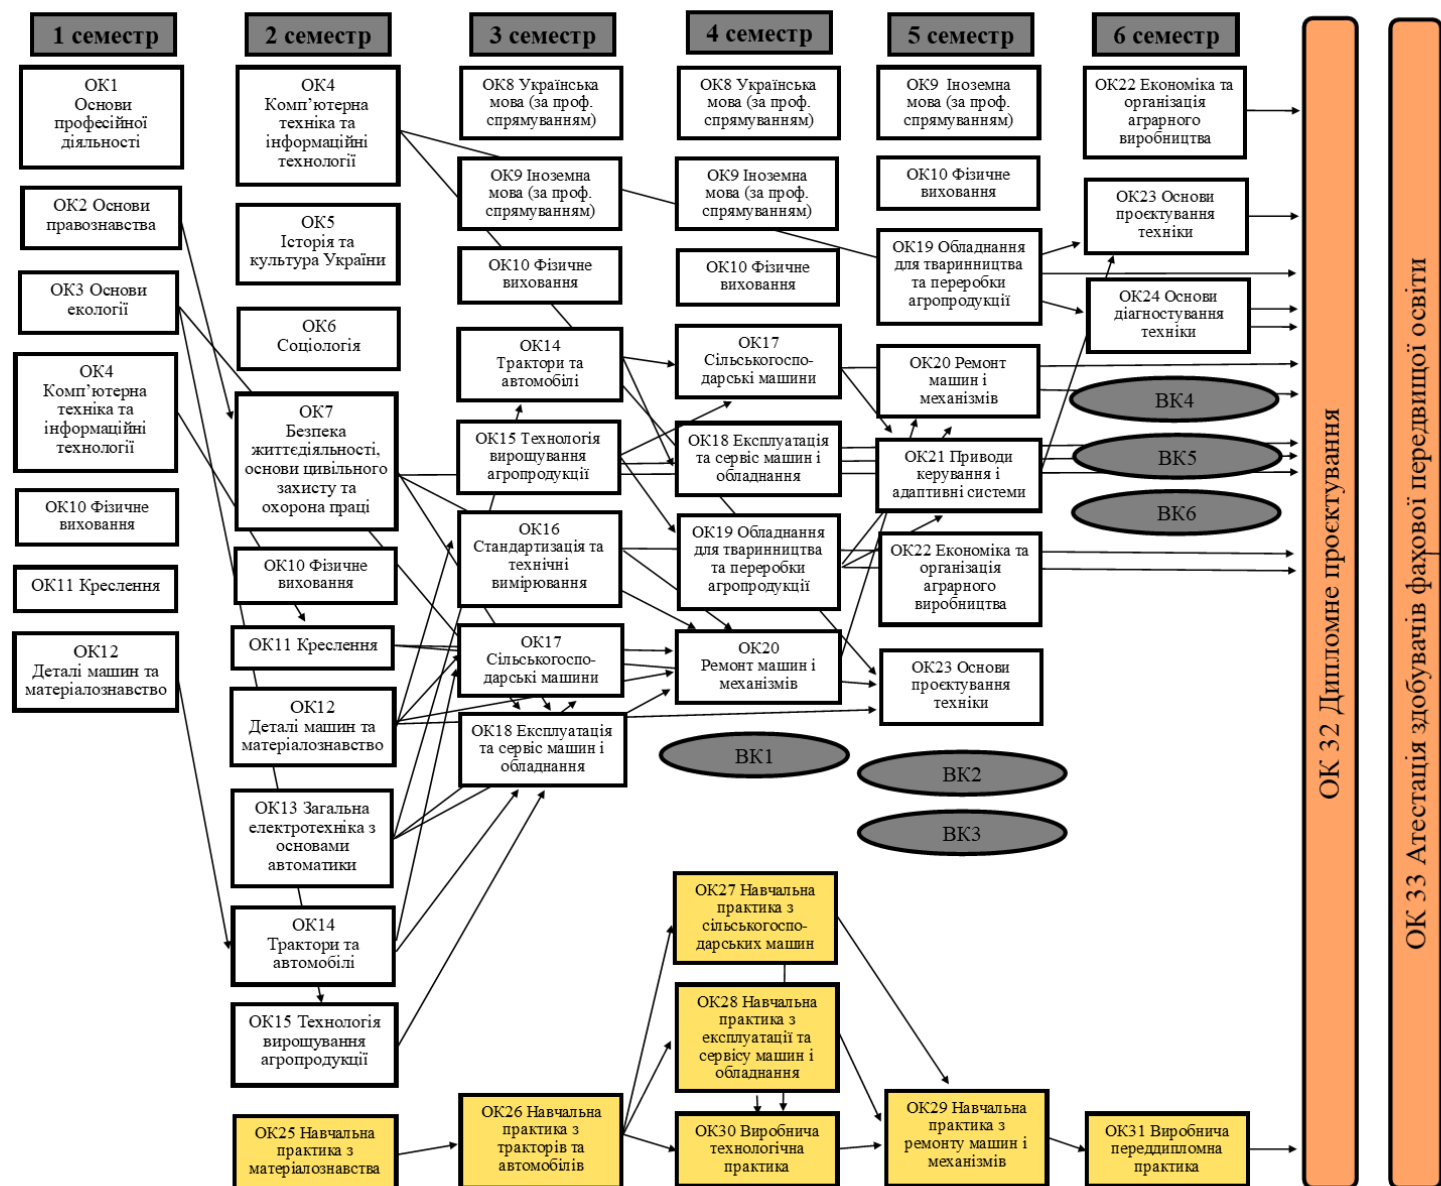 1 семестр
ОК1
Основи
професійної
діяльності
ОК2 Основи
правознавства
ОК3 Основи
екології
ОК4
Комп’ютерна
техніка та
інформаційні
технології
ОК10 Фізичне
виховання
ОК11 Креслення
ОК12
Деталі машин та
матеріалознавство
2 семестр
ОК4
Комп’ютерна
техніка та
інформаційні
технології
ОК5
Історія та
культура України
ОК6
Соціологія
ОК7
Безпека
життєдіяльності,
основи цивільного
захисту та
охорона праці
ОК10 Фізичне
виховання
ОК11 Креслення
ОК12
Деталі машин та
матеріалознавство
ОК13 Загальна
електротехніка з
основами
автоматики
ОК14
Трактори та
автомобілі
ОК15 Технологія
вирощування
агропродукції
ОК25 Навчальна
практика з
матеріалознавства
3 семестр
ОК8 Українська
мова (за проф.
спрямуванням)
ОК9 Іноземна
мова (за проф.
спрямуванням)
ОК10 Фізичне
виховання
ОК14
Трактори та
автомобілі
ОК15 Технологія
вирощування
агропродукції
ОК16
Стандартизація та
технічні
вимірювання
ОК17
Сільськогоспо-
дарські машини
ОК18 Експлуатація
та сервіс машин і
обладнання
ОК26 Навчальна
практика з
тракторів та
автомобілів
4 семестр
ОК8 Українська
мова (за проф.
спрямуванням)
ОК9 Іноземна
мова (за проф.
спрямуванням)
ОК10 Фізичне
виховання
ОК17
Сільськогоспо-
дарські машини
ОК18 Експлуатація
та сервіс машин і
обладнання
ОК19 Обладнання
для тваринництва
та переробки
агропродукції
ОК20
Ремонт машин і
механізмів
ВК1
ОК27 Навчальна
практика з
сільськогоспо-
дарських машин
ОК28 Навчальна
практика з
експлуатації та
сервісу машин і
обладнання
ОК30 Виробнича
технологічна
практика
5 семестр
ОК9 Іноземна
мова (за проф.
спрямуванням)
ОК10 Фізичне
виховання
ОК19 Обладнання
для тваринництва
та переробки
агропродукції
ОК20 Ремонт
машин і
механізмів
ОК21 Приводи
керування і
адаптивні системи
ОК22 Економіка та
організація
аграрного
виробництва
ОК23 Основи
проєктування
техніки
ВК2
ВК3
ОК29 Навчальна
практика з
ремонту машин і
механізмів
6 семестр
ОК22 Економіка та
організація
аграрного
виробництва
ОК23 Основи
проєктування
техніки
ОК24 Основи
діагностування
техніки
ВК4
ВК5
ВК6
ОК31 Виробнича
переддипломна
практика
ОК 32 Дипломне проєктування
ОК 33 Атестація здобувачів фахової передвищої освіти